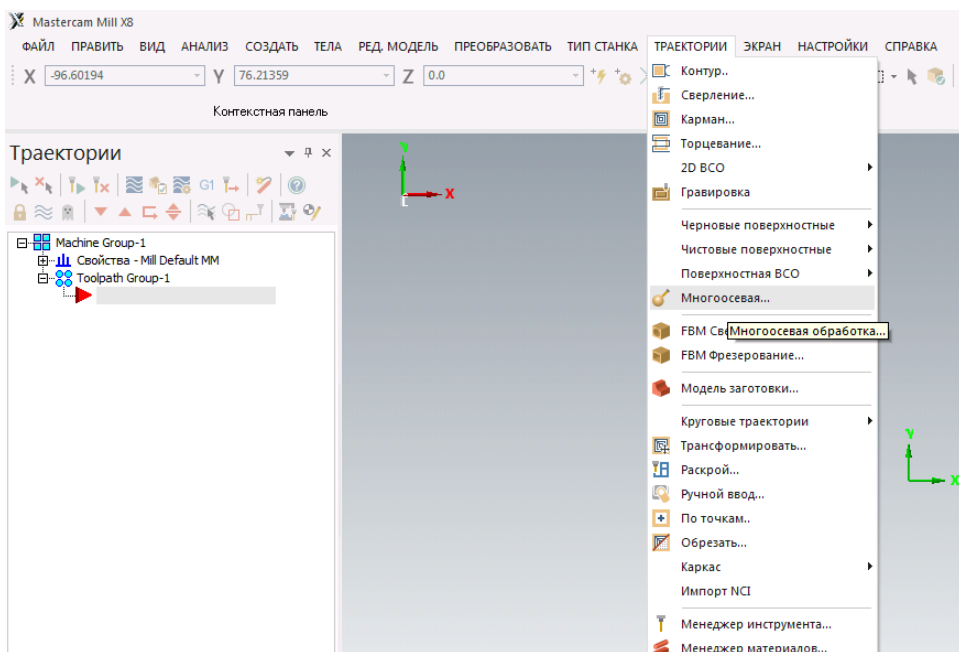 Mastercam Mill X8
ФАЙЛ ПРАВИТЬ ВИД АНАЛИЗ СОЗДАТЬ ТЕЛА РЕД. МОДЕЛЬ ПРЕОБРАЗОВАТЬ ТИП СТАНКА ТРАЕКТОРИИ ЭКРАН НАСТРОЙКИ СПРАВКА
X -96.60194 Y 76.21359 Z 0.0
Контекстная панель
Траектории
G1
Machine Group-1
Свойства - Mill Default MM
Toolpath Group-1
Y
X
Контур..
Сверление...
Карман...
Торцевание...
2D ВСО
Гравировка
Черновые поверхностные
Чистовые поверхностные
Поверхностная ВСО
Многоосевая...
FBM Све
Многоосевая обработка...
FBM Фрезерование...
Модель заготовки...
Круговые траектории
Трансформировать...
Раскрой...
Ручной ввод...
По точкам..
Обрезать...
Каркас
Импорт NCI
Менеджер инструмента...
Менеджер материалов...
Y
X